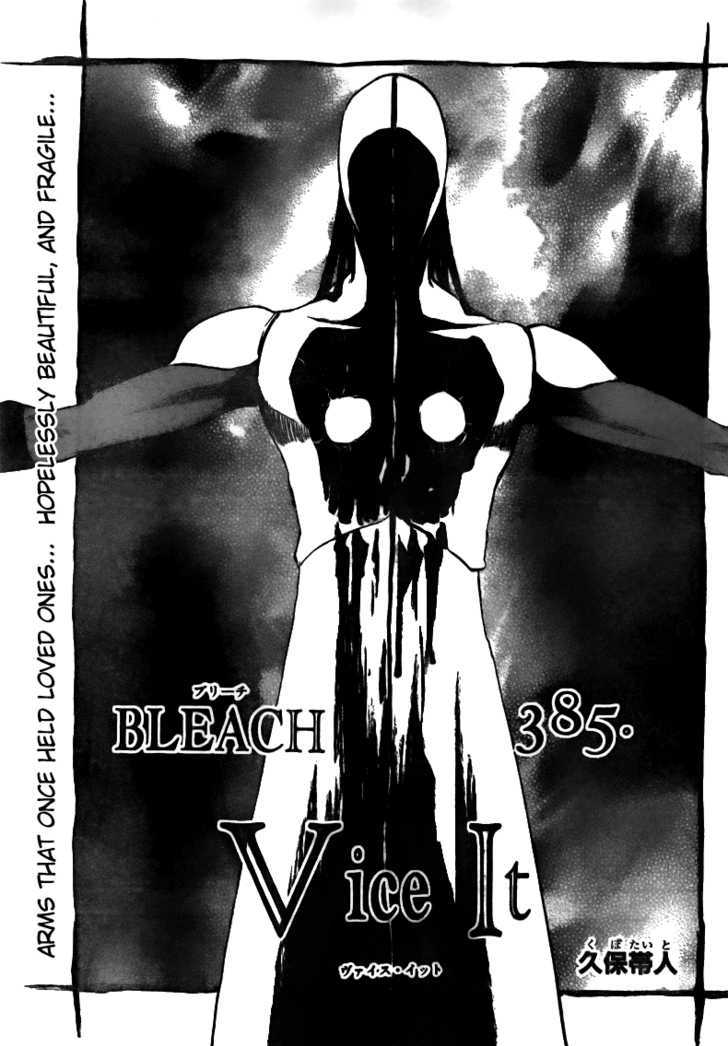 ARMS THAT ONCE HELD LOVED ONES... HOPELESSLY BEAUTIFUL, AND FRAGILE...
ブリーチ
BLEACH 385.
Vice It
ヴァイス・イット
くぼたいと
久保帯人